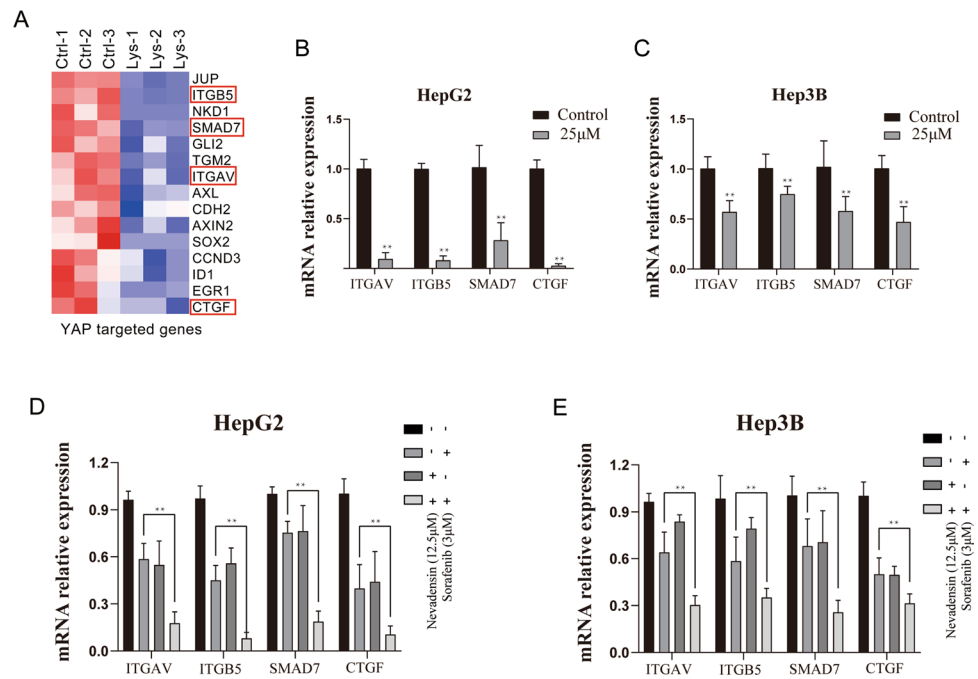 A
Ctrl-1 Ctrl-2 Ctrl-3 Lys-1 Lys-2 Lys-3
JUP
ITGB5
NKD1
SMAD7
GLI2
TGM2
ITGAV
AXL
CDH2
AXIN2
SOX2
CCND3
ID1
EGR1
CTGF
YAP targeted genes
B
HepG2
mRNA relative expression
Control
25μM
1.5
1.0
0.5
** ** ** **
ITGAV ITGB5 SMAD7 CTGF
C
Hep3B
mRNA relative expression
Control
25μM
1.5
1.0
0.5
0.0
** ** ** **
ITGAV ITGB5 SMAD7 CTGF
D
HepG2
mRNA relative expression
1.2
0.9
0.6
0.3
0.0
** ** ** **
ITGAV ITGB5 SMAD7 CTGF
- -
- +
+ -
+ +
Nevadensin (12.5μM)
Sorafenib (3μM)
E
Hep3B
mRNA relative expression
1.2
0.9
0.6
0.3
0.0
** ** ** **
ITGAV ITGB5 SMAD7 CTGF
- -
- +
+ -
+ +
Nevadensin (12.5μM)
Sorafenib (3μM)